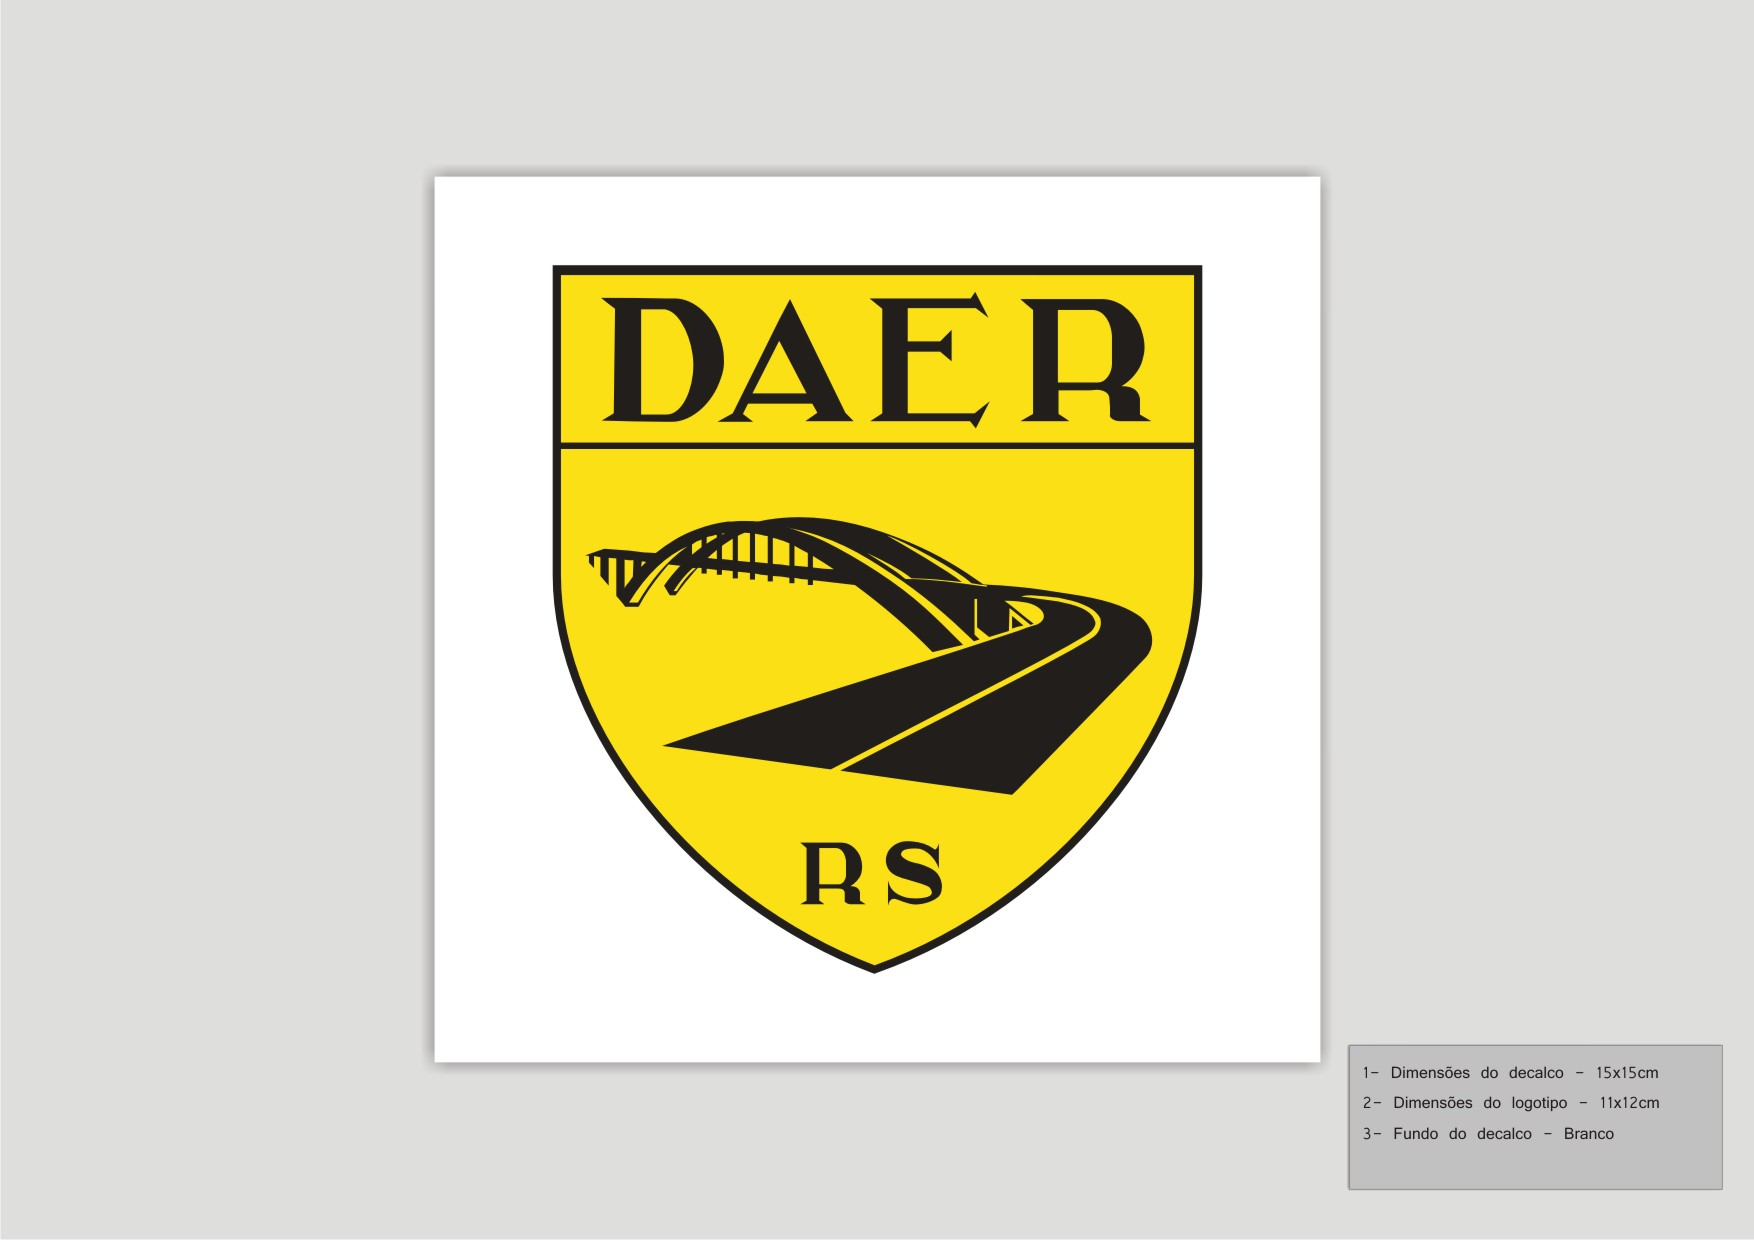 DAER
RS
1- Dimensões do decalco - 15x15cm
2- Dimensões do logotipo - 11x12cm
3- Fundo do decalco - Branco